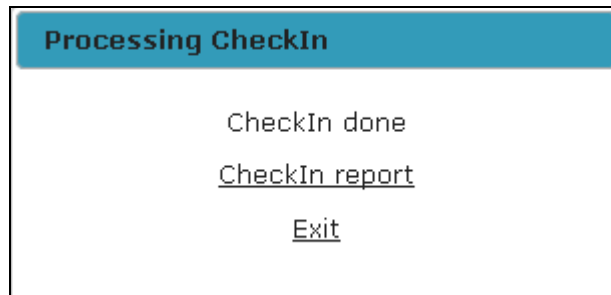 Processing CheckIn
CheckIn done
CheckIn report
Exit